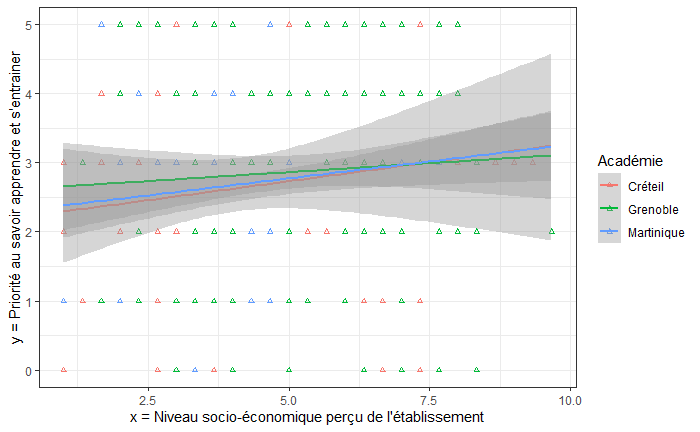 y = Priorité au savoir apprendre et s'entrainer
5
4
3
2
1
0
2.5
5.0
7.5
10.0
x = Niveau socio-économique perçu de l'établissement
Académie
Créteil
Grenoble
Martinique